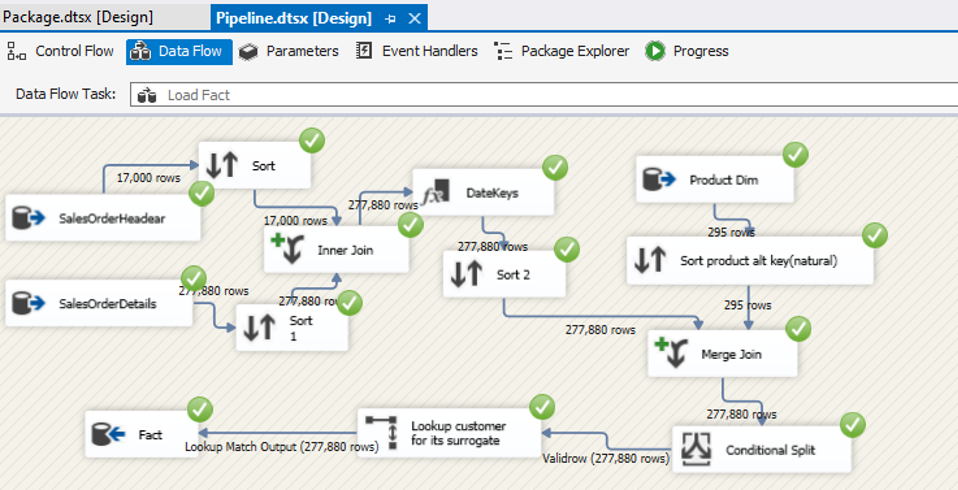 Package.dtsx [Design]
Pipeline.dtsx [Design]
Control Flow
Data Flow
Parameters
Event Handlers
Package Explorer
Progress
Data Flow Task:
Load Fact
Sort
17,000 rows
SalesOrderHeadear
17,000 rows
277,880 rows
DateKeys
Product Dim
Inner Join
277,880 rows
295 rows
Sort 2
Sort product alt key(natural)
SalesOrderDetails
277,880 rows
277,880 rows
Sort
1
277,880 rows
295 rows
Merge Join
277,880 rows
Fact
Lookup Match Output (277,880 rows)
Lookup customer
for its surrogate
Validrow (277,880 rows)
Conditional Split